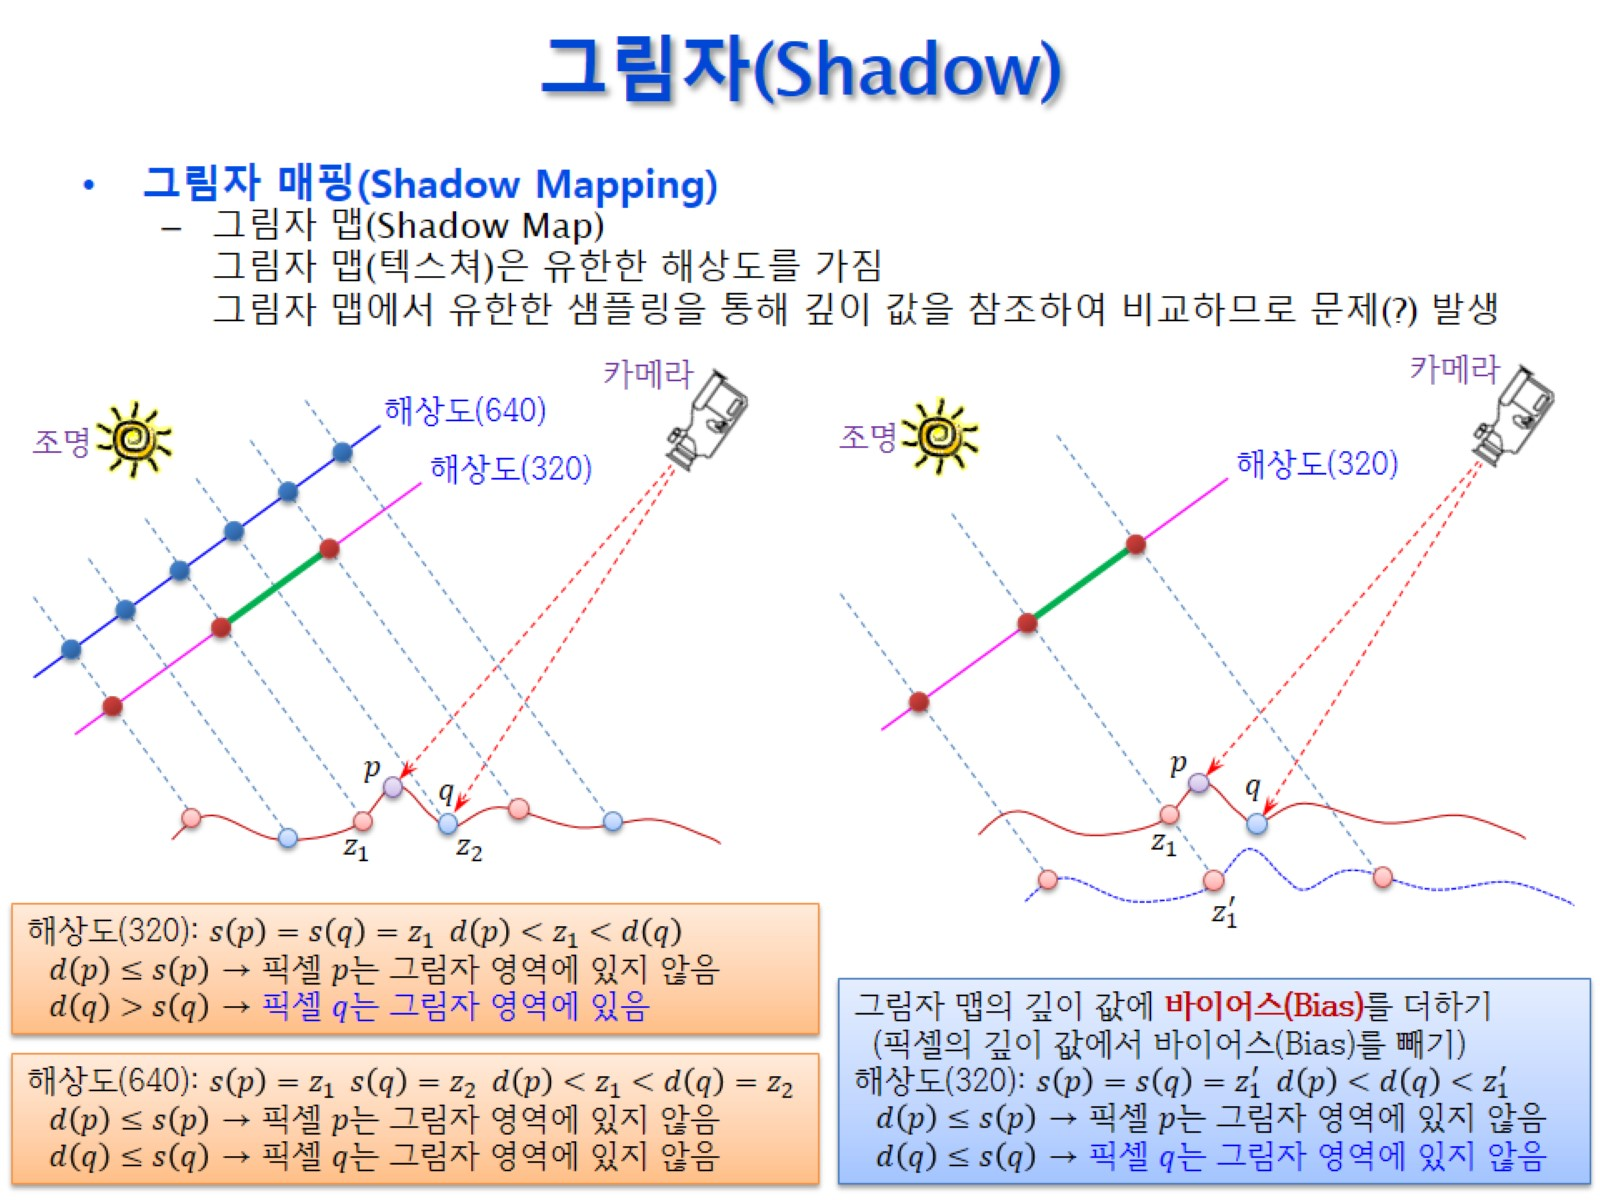 그림자(Shadow)
• 그림자 매핑(Shadow Mapping)
– 그림자 맵(Shadow Map)
그림자 맵(텍스쳐)은 유한한 해상도를 가짐
그림자 맵에서 유한한 샘플링을 통해 깊이 값을 참조하여 비교하므로 문제(?) 발생
조명
해상도(640)
해상도(320)
카메라
p
q
z₁
z₂
조명
해상도(320)
카메라
p
q
z₁
z₁′
해상도(320): s(p) = s(q) = z₁ d(p) < z₁ < d(q)
d(p) ≤ s(p) → 픽셀 p는 그림자 영역에 있지 않음
d(q) > s(q) → 픽셀 q는 그림자 영역에 있음
해상도(640): s(p) = z₁ s(q) = z₂ d(p) < z₁ < d(q) = z₂
d(p) ≤ s(p) → 픽셀 p는 그림자 영역에 있지 않음
d(q) ≤ s(q) → 픽셀 q는 그림자 영역에 있지 않음
그림자 맵의 깊이 값에 바이어스(Bias)를 더하기
(픽셀의 깊이 값에서 바이어스(Bias)를 빼기)
해상도(320): s(p) = s(q) = z₁′ d(p) < d(q) < z₁′
d(p) ≤ s(p) → 픽셀 p는 그림자 영역에 있지 않음
d(q) ≤ s(q) → 픽셀 q는 그림자 영역에 있지 않음